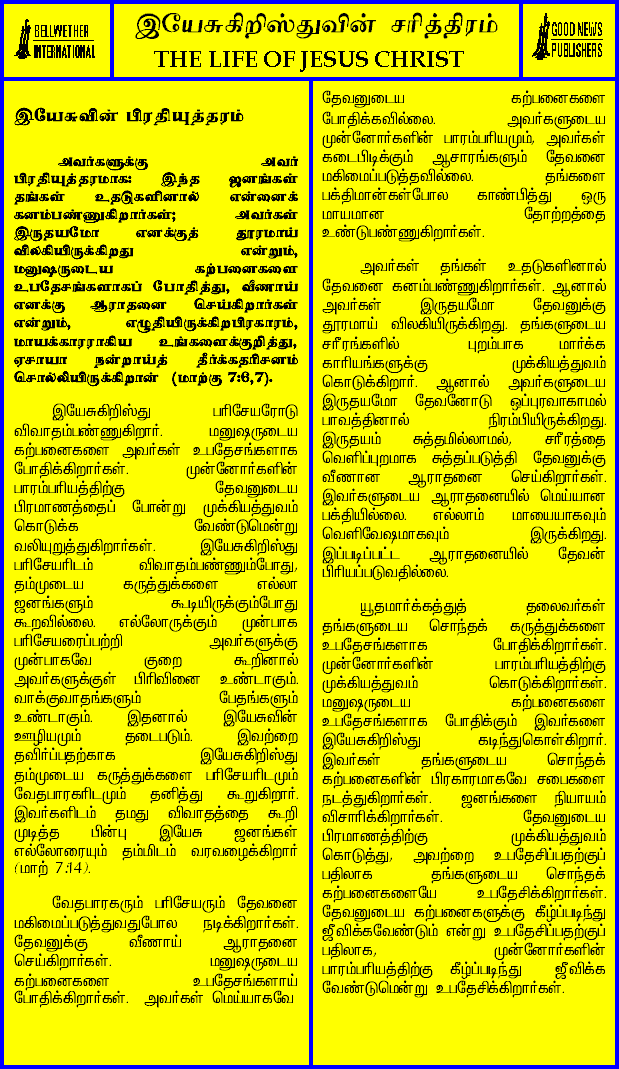 BELLWETHER
INTERNATIONAL
இயேசுகிறிஸ்துவின் சரித்திரம்
THE LIFE OF JESUS CHRIST
GOOD NEWS
PUBLISHERS
இயேசுவின் பிரதியுத்தரம்
அவர்களுக்கு அவர்
பிரதியுத்தரமாக: இந்த ஜனங்கள்
தங்கள் உதடுகளினால் என்னைக்
கனம்பண்ணுகிறார்கள்; அவர்கள்
இருதயமோ எனக்குத் தூரமாய்
விலகியிருக்கிறது என்றும்,
மனுஷருடைய கற்பனைகளை
உபதேசங்களாகப் போதித்து, வீணாய்
எனக்கு ஆராதனை செய்கிறார்கள்
என்றும், எழுதியிருக்கிறபிரகாரம்,
மாயக்காரராகிய உங்களைக்குறித்து,
ஏசாயா நன்றாய்த் தீர்க்கதரிசனம்
சொல்லியிருக்கிறான் (மாற்கு 7:6,7).
இயேசுகிறிஸ்து பரிசேயரோடு
விவாதம்பண்ணுகிறார். மனுஷருடைய
கற்பனைகளை அவர்கள் உபதேசங்களாக
போதிக்கிறார்கள். முன்னோர்களின்
பாரம்பரியத்திற்கு தேவனுடைய
பிரமாணத்தைப் போன்று முக்கியத்துவம்
கொடுக்க வேண்டுமென்று
வலியுறுத்துகிறார்கள். இயேசுகிறிஸ்து
பரிசேயரிடம் விவாதம்பண்ணும்போது,
தம்முடைய கருத்துக்களை எல்லா
ஜனங்களும் கூடியிருக்கும்போது
கூறவில்லை. எல்லோருக்கும் முன்பாக
பரிசேயரைப்பற்றி அவர்களுக்கு
முன்பாகவே குறை கூறினால்
அவர்களுக்குள் பிரிவினை உண்டாகும்.
வாக்குவாதங்களும் பேதங்களும்
உண்டாகும். இதனால் இயேசுவின்
ஊழியமும் தடைபடும். இவற்றை
தவிர்ப்பதற்காக இயேசுகிறிஸ்து
தம்முடைய கருத்துக்களை பரிசேயரிடமும்
வேதபாரகரிடமும் தனித்து கூறுகிறார்.
இவர்களிடம் தமது விவாதத்தை கூறி
முடித்த பின்பு இயேசு ஜனங்கள்
எல்லோரையும் தம்மிடம் வரவழைக்கிறார்
(மாற் 7:14).
வேதபாரகரும் பரிசேயரும் தேவனை
மகிமைப்படுத்துவதுபோல நடிக்கிறார்கள்.
தேவனுக்கு வீணாய் ஆராதனை
செய்கிறார்கள். மனுஷருடைய
கற்பனைகளை உபதேசங்களாய்
போதிக்கிறார்கள். அவர்கள் மெய்யாகவே
தேவனுடைய கற்பனைகளை
போதிக்கவில்லை. அவர்களுடைய
முன்னோர்களின் பாரம்பரியமும், அவர்கள்
கடைபிடிக்கும் ஆசாரங்களும் தேவனை
மகிமைப்படுத்தவில்லை. தங்களை
பக்திமான்கள்போல காண்பித்து ஒரு
மாயமான தோற்றத்தை
உண்டுபண்ணுகிறார்கள்.
அவர்கள் தங்கள் உதடுகளினால்
தேவனை கனம்பண்ணுகிறார்கள். ஆனால்
அவர்கள் இருதயமோ தேவனுக்கு
தூரமாய் விலகியிருக்கிறது. தங்களுடைய
சரீரங்களில் புறம்பாக மார்க்க
காரியங்களுக்கு முக்கியத்துவம்
கொடுக்கிறார். ஆனால் அவர்களுடைய
இருதயமோ தேவனோடு ஒப்புரவாகாமல்
பாவத்தினால் நிரம்பியிருக்கிறது.
இருதயம் சுத்தமில்லாமல், சரீரத்தை
வெளிப்புறமாக சுத்தப்படுத்தி தேவனுக்கு
வீணான ஆராதனை செய்கிறார்கள்.
இவர்களுடைய ஆராதனையில் மெய்யான
பக்தியில்லை. எல்லாம் மாயையாகவும்
வெளிவேஷமாகவும் இருக்கிறது.
இப்படிப்பட்ட ஆராதனையில் தேவன்
பிரியப்படுவதில்லை.
யூதமார்க்கத்துத் தலைவர்கள்
தங்களுடைய சொந்தக் கருத்துக்களை
உபதேசங்களாக போதிக்கிறார்கள்.
முன்னோர்களின் பாரம்பரியத்திற்கு
முக்கியத்துவம் கொடுக்கிறார்கள்.
மனுஷருடைய கற்பனைகளை
உபதேசங்களாக போதிக்கும் இவர்களை
இயேசுகிறிஸ்து கடிந்துகொள்கிறார்.
இவர்கள் தங்களுடைய சொந்தக்
கற்பனைகளின் பிரகாரமாகவே சபைகளை
நடத்துகிறார்கள். ஜனங்களை நியாயம்
விசாரிக்கிறார்கள். தேவனுடைய
பிரமாணத்திற்கு முக்கியத்துவம்
கொடுத்து, அவற்றை உபதேசிப்பதற்குப்
பதிலாக தங்களுடைய சொந்தக்
கற்பனைகளையே உபதேசிக்கிறார்கள்.
தேவனுடைய கற்பனைகளுக்கு கீழ்ப்படிந்து
ஜீவிக்கவேண்டும் என்று உபதேசிப்பதற்குப்
பதிலாக, முன்னோர்களின்
பாரம்பரியத்திற்கு கீழ்ப்படிந்து ஜீவிக்க
வேண்டுமென்று உபதேசிக்கிறார்கள்.